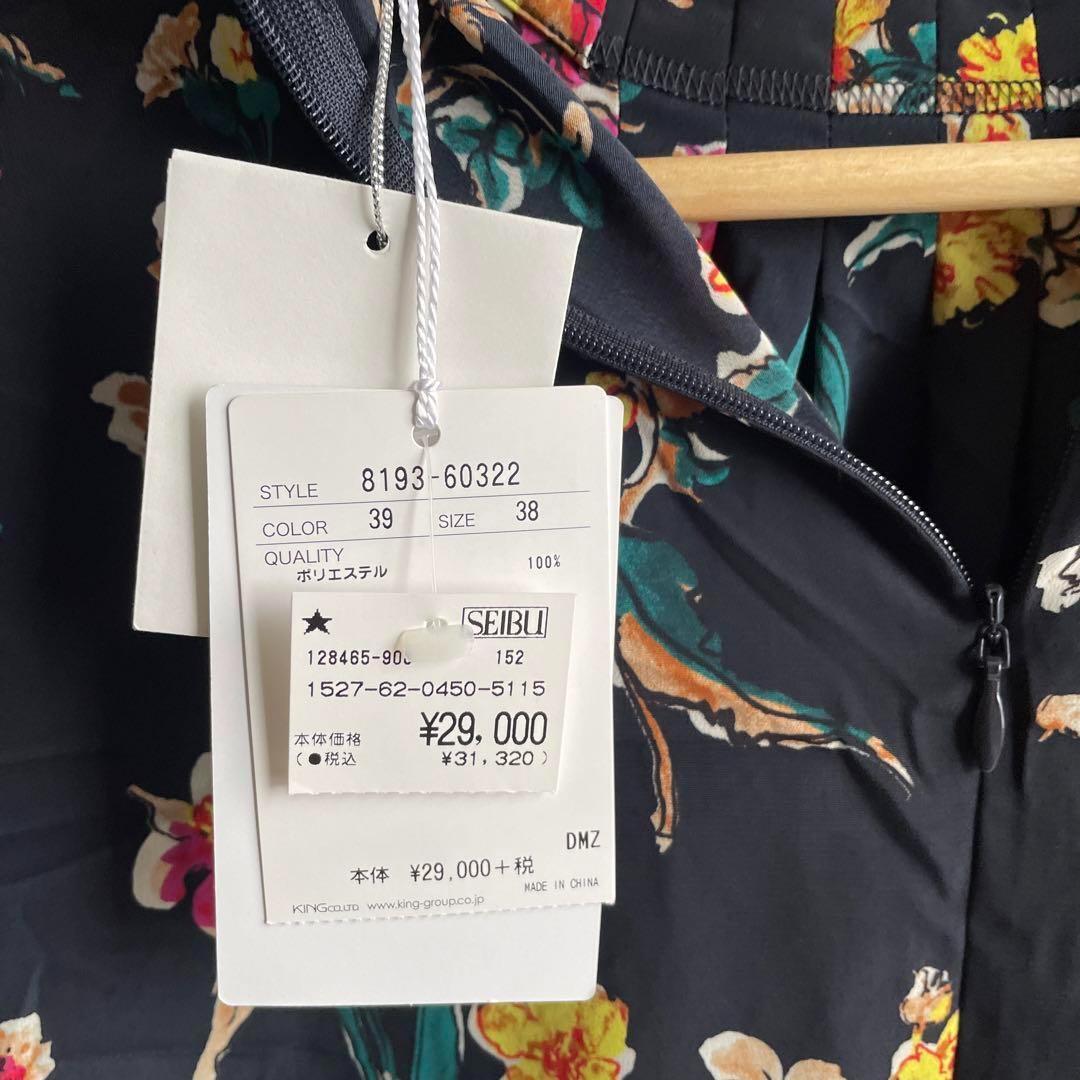 STYLE 8193-60322
COLOR 39 SIZE 38
QUALITY
ポリエステル 100%
★ SEIBU
152
1527-62-0450-5115
本体価格 ¥29,000
(●税込 ¥31,320)
DMZ
本体 ¥29,000+税
MADE IN CHINA
KING CO.,LTD. www.king-group.co.jp